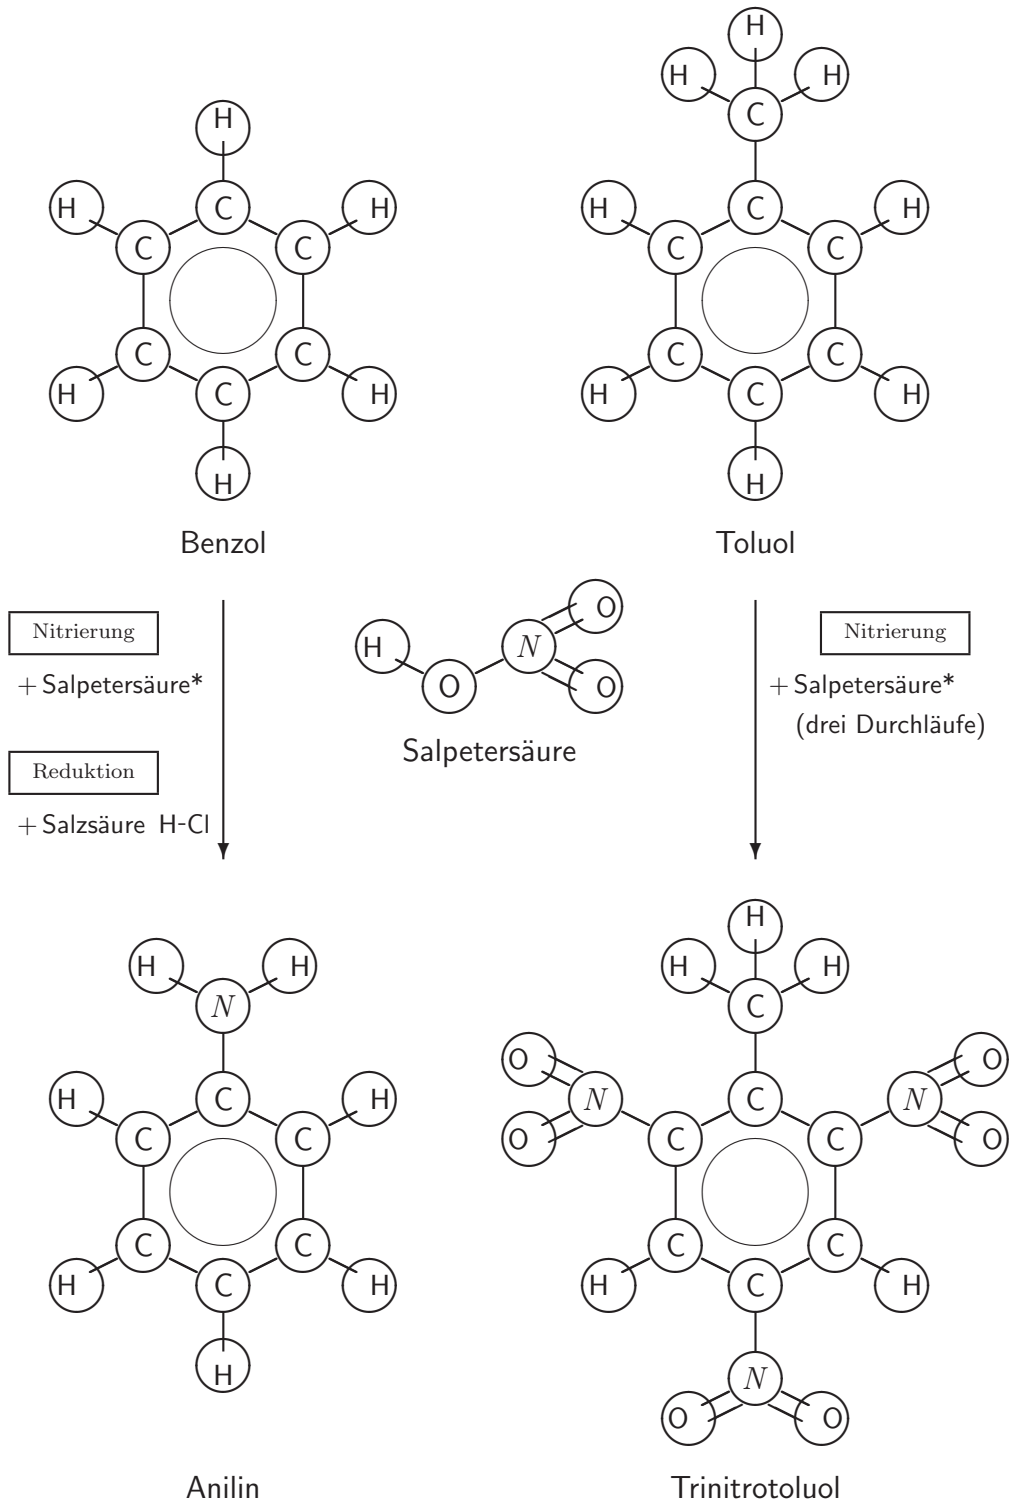 H
H
H
H
C
H
C
H
H
C
H
C
C
C
C
C
C
C
C
C
C
H
C
H
H
C
H
H
H
Benzol
Toluol
O
Nitrierung
H
N
Nitrierung
+ Salpetersäure*
O
O
+ Salpetersäure*
(drei Durchläufe)
Salpetersäure
Reduktion
+ Salzsäure H-Cl
H
H
H
H
H
N
C
O
O
H
C
H
N
C
N
C
C
O
C
C
O
C
C
C
C
H
C
H
H
C
H
H
N
O
O
Anilin
Trinitrotoluol